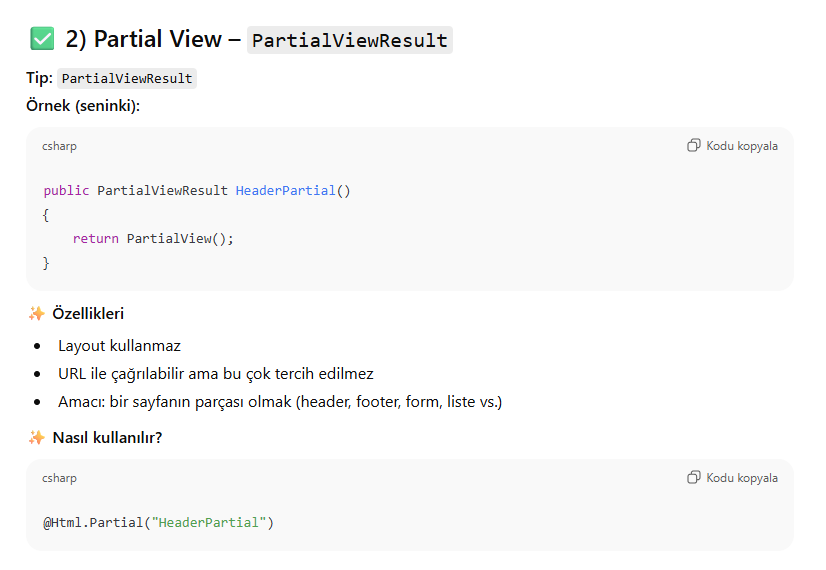 ✅ 2) Partial View – PartialViewResult
Tip: PartialViewResult
Örnek (seninki):
csharp
Kodu kopyala
public PartialViewResult HeaderPartial()
{
    return PartialView();
}
✨ Özellikleri
• Layout kullanmaz
• URL ile çağrılabilir ama bu çok tercih edilmez
• Amacı: bir sayfanın parçası olmak (header, footer, form, liste vs.)
✨ Nasıl kullanılır?
csharp
Kodu kopyala
@Html.Partial("HeaderPartial")